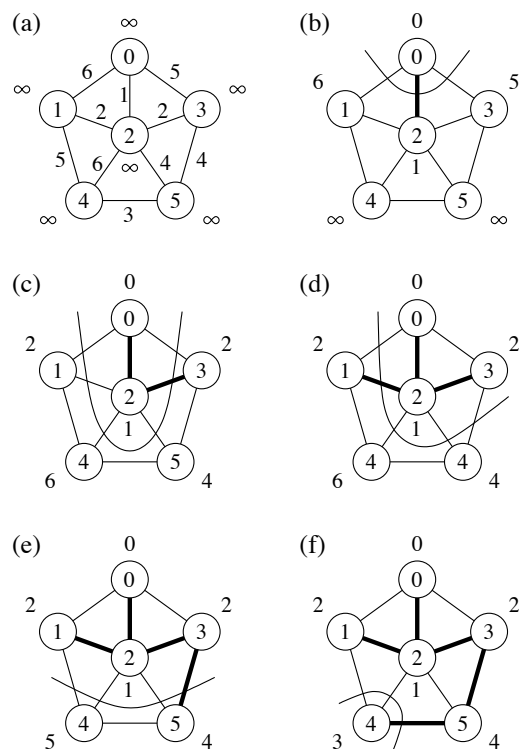 (a) ∞ (b) 0
0 0
6 5
∞ ∞ 6 5
1 1 3 1 3
2 2
2 2
5 6 ∞ 4 4 1
4 5 4 5
∞ 3 ∞ ∞ ∞
(c) 0 (d) 0
0 0
2 2 2 2
1 3 1 3
2 2
1 1
4 5 4 4
6 4 6 4
(e) 0 (f) 0
0 0
2 2 2 2
1 3 1 3
2 2
1 1
4 5 4 5
5 4 3 4